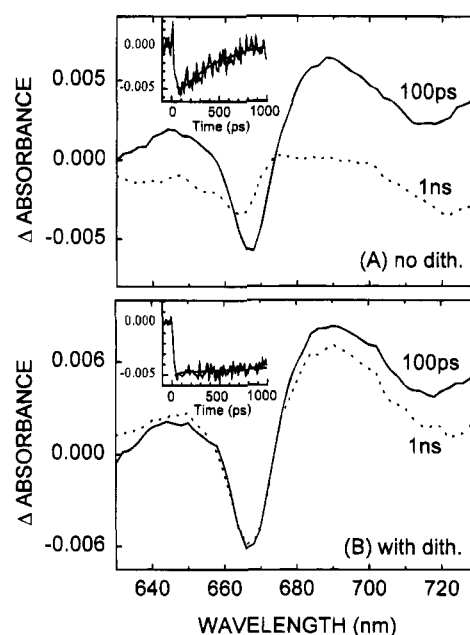 0.000
-0.005
0 500 1000
Time (ps)
0.005
0.000
-0.005
Δ ABSORBANCE
100ps
1ns
(A) no dith.
0.000
-0.005
0 500 1000
Time (ps)
0.006
0.000
-0.006
Δ ABSORBANCE
100ps
1ns
(B) with dith.
640 660 680 700 720
WAVELENGTH (nm)